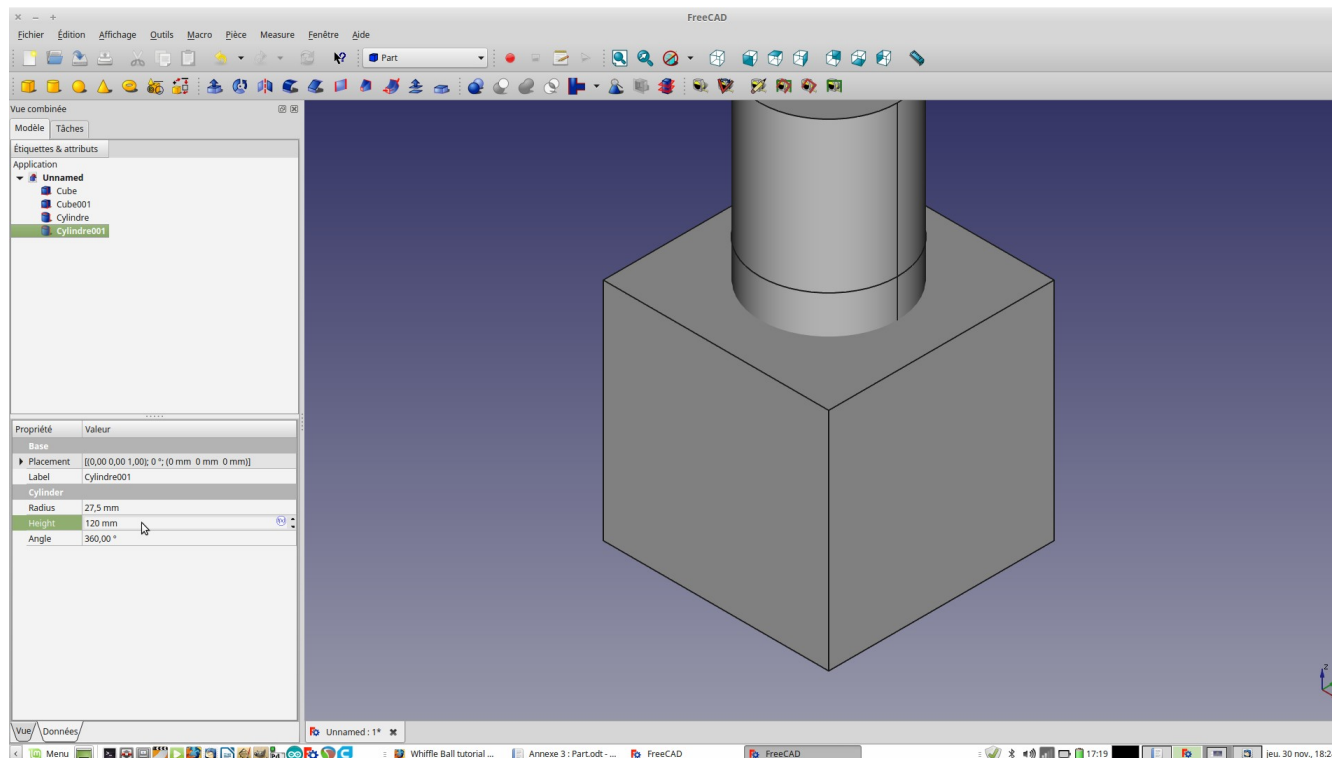 FreeCAD
Fichier Édition Affichage Outils Macro Pièce Measure Fenêtre Aide
Part
Vue combinée
Modèle Tâches
Étiquettes & attributs
Application
Unnamed
Cube
Cube001
Cylindre
Cylindre001
Propriété Valeur
Base
Placement [(0,00 0,00 1,00); 0 °; (0 mm 0 mm 0 mm)]
Label Cylindre001
Cylinder
Radius 27,5 mm
Height 120 mm
Angle 360,00 °
Z
Vue Données
Unnamed : 1*
Menu Whiffle Ball tutorial ... Annexe 3 : Part.odt - ... FreeCAD FreeCAD 17:19 jeu. 30 nov., 18:2